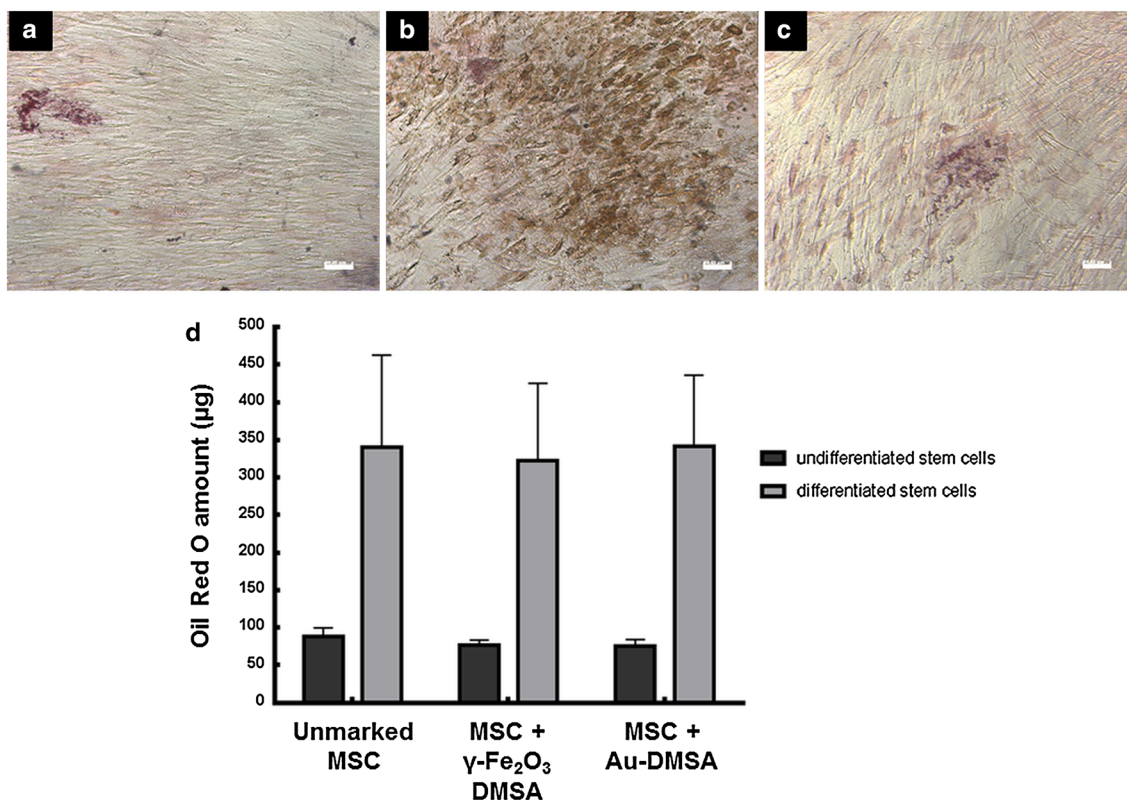 a
b
c
d
Oil Red O amount (µg)
500
450
400
350
300
250
200
150
100
50
0
Unmarked
MSC
MSC +
γ-Fe₂O₃
DMSA
MSC +
Au-DMSA
undifferentiated stem cells
differentiated stem cells